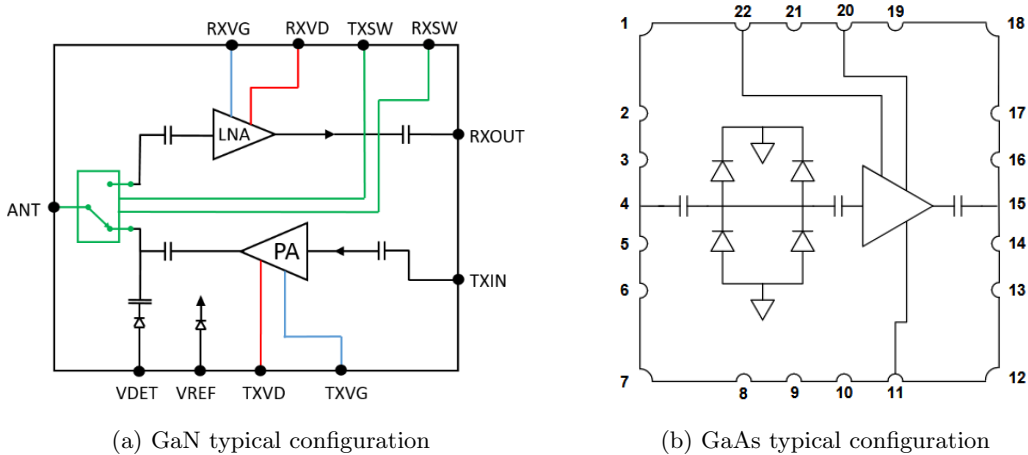 RXVG RXVD TXSW RXSW
LNA
RXOUT
ANT
PA
TXIN
VDET VREF TXVD TXVG
(a) GaN typical configuration
1 22 21 20 19 18
2 17
3 16
4 15
5 14
6 13
7 8 9 10 11 12
(b) GaAs typical configuration